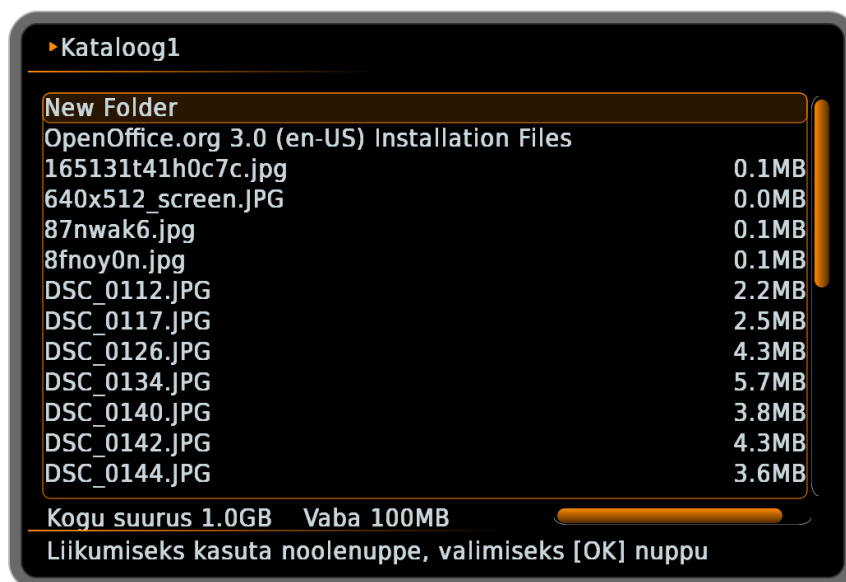 Kataloog1
New Folder
OpenOffice.org 3.0 (en-US) Installation Files
165131t41h0c7c.jpg 0.1MB
640x512_screen.JPG 0.0MB
87nwak6.jpg 0.1MB
8fnoy0n.jpg 0.1MB
DSC_0112.JPG 2.2MB
DSC_0117.JPG 2.5MB
DSC_0126.JPG 4.3MB
DSC_0134.JPG 5.7MB
DSC_0140.JPG 3.8MB
DSC_0142.JPG 4.3MB
DSC_0144.JPG 3.6MB
Kogu suurus 1.0GB Vaba 100MB
Liikumiseks kasuta noolenuppe, valimiseks [OK] nuppu